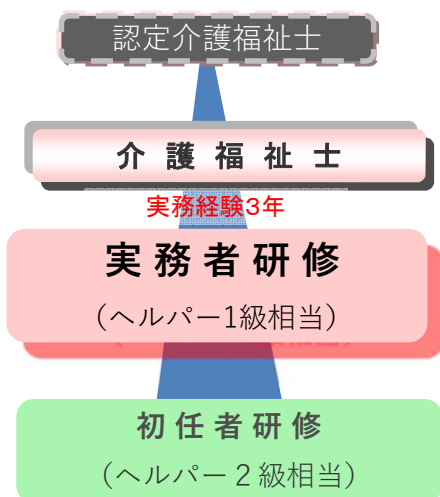 認定介護福祉士
介護福祉士
実務経験3年
実務者研修
（ヘルパー1級相当）
初任者研修
（ヘルパー２級相当）